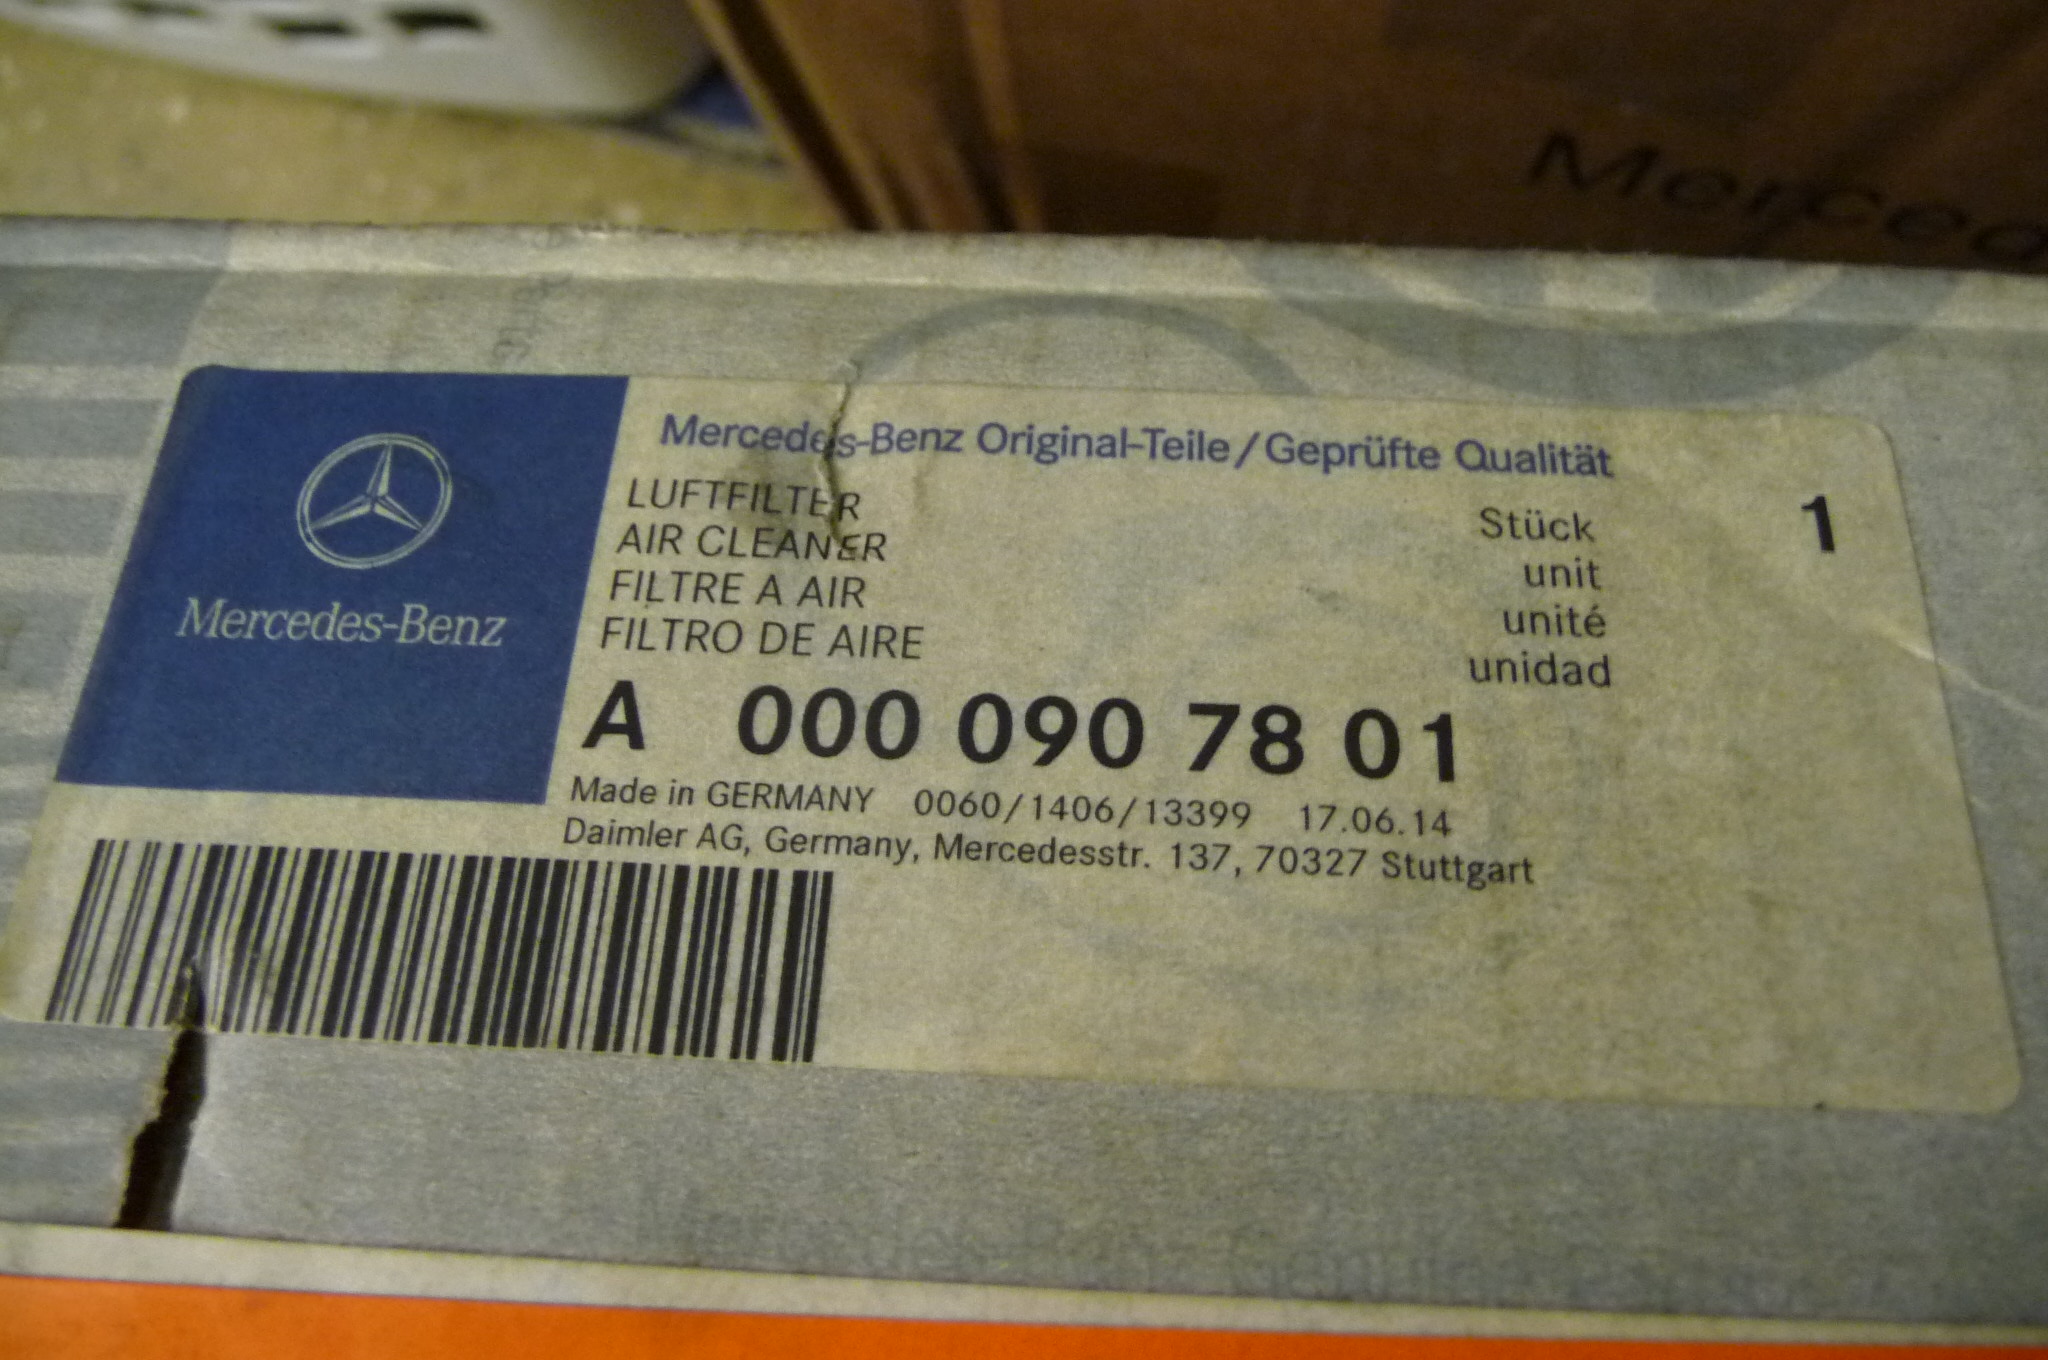 Merced
Mercedes-Benz
Mercedes-Benz Original-Teile/Geprüfte Qualität
LUFTFILTER
AIR CLEANER
FILTRE A AIR
FILTRO DE AIRE
Stück 1
unit
unité
unidad
A 000 090 78 01
Made in GERMANY 0060/1406/13399 17.06.14
Daimler AG, Germany, Mercedesstr. 137, 70327 Stuttgart